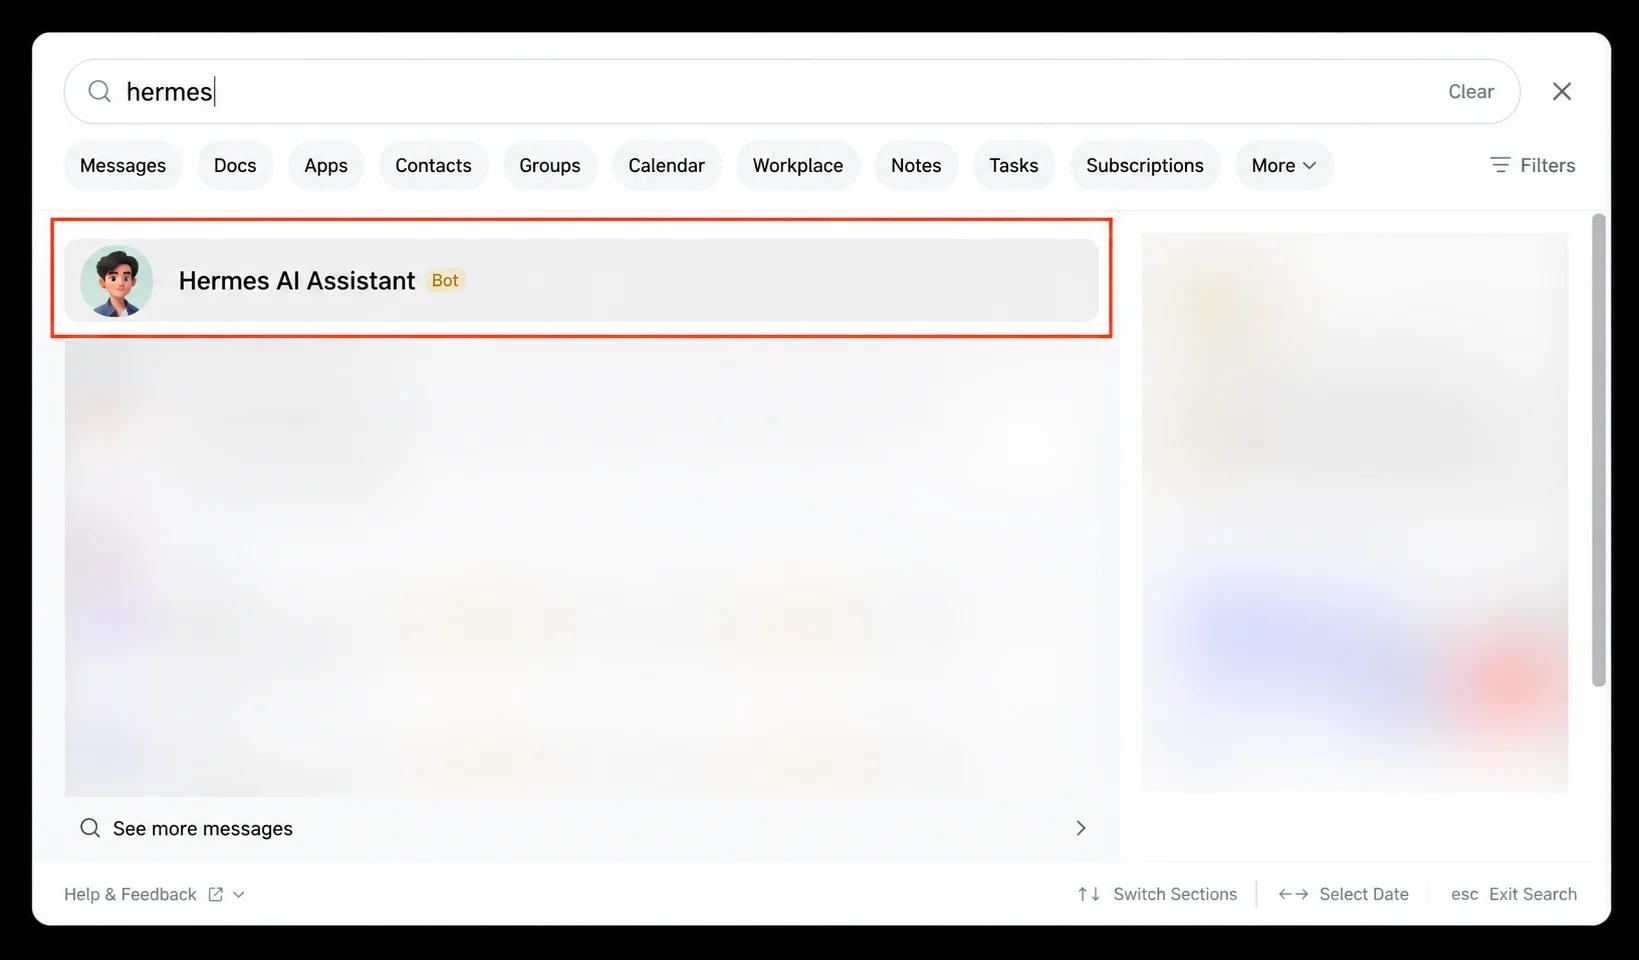 hermes Clear
Messages Docs Apps Contacts Groups Calendar Workplace Notes Tasks Subscriptions More Filters
Hermes AI Assistant Bot
See more messages
Help & Feedback Switch Sections Select Date esc Exit Search